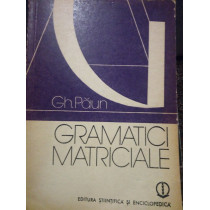 Gh. Păun
GRAMATICI
MATRICIALE
EDITURA ŞTIINŢIFICĂ ŞI ENCICLOPEDICĂ